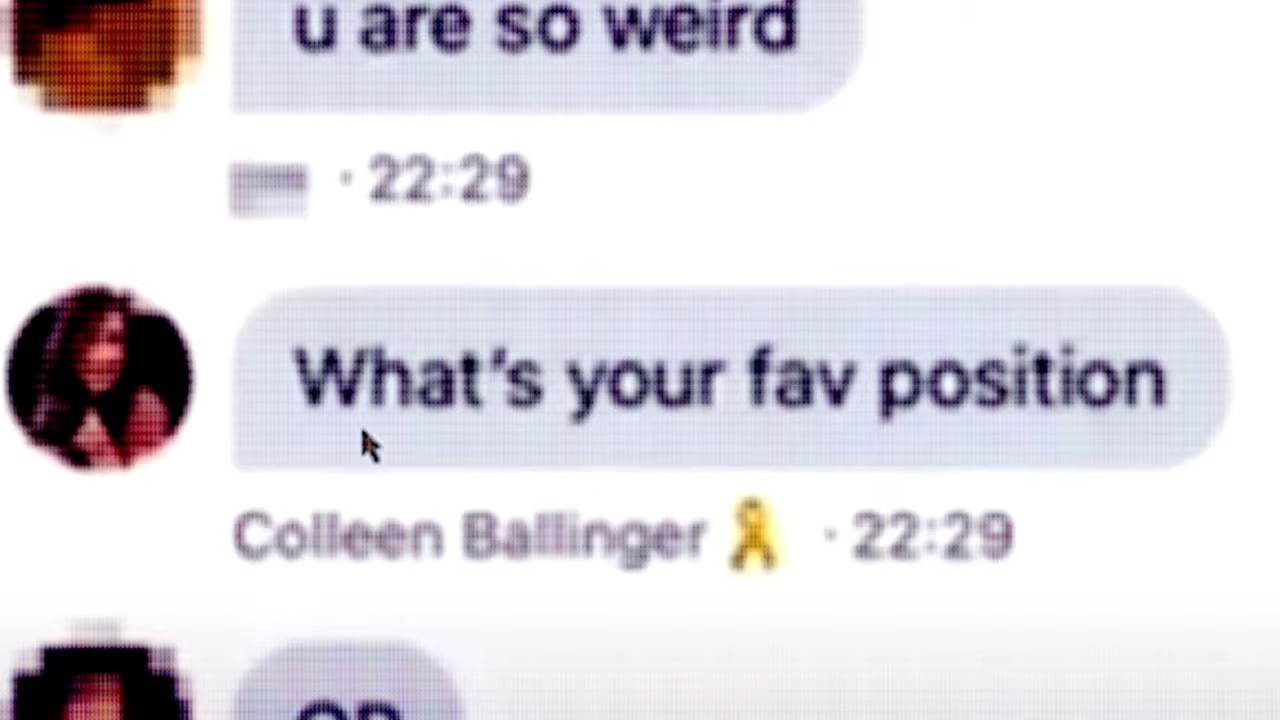 u are so weird
· 22:29
What's your fav position
Colleen Ballinger 🎗 · 22:29